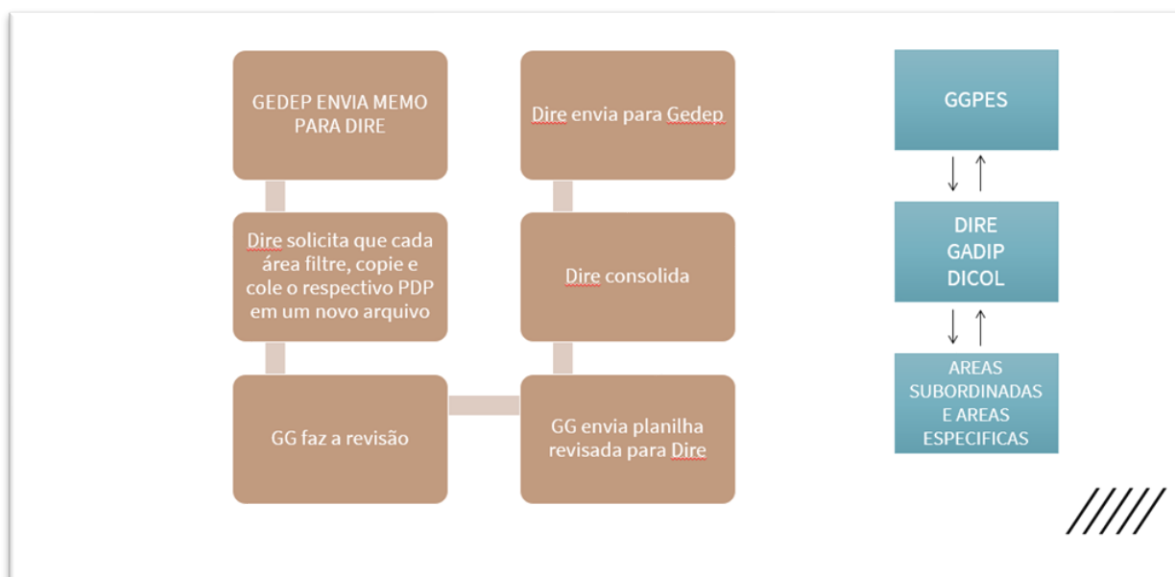 GEDEP ENVIA MEMO
PARA DIRE
Dire solicita que cada
área filtre, copie e
cole o respectivo PDP
em um novo arquivo
GG faz a revisão
GG envia planilha
revisada para Dire
Dire consolida
Dire envia para Gedep
GGPES
DIRE
GADIP
DICOL
AREAS
SUBORDINADAS
E AREAS
ESPECIFICAS